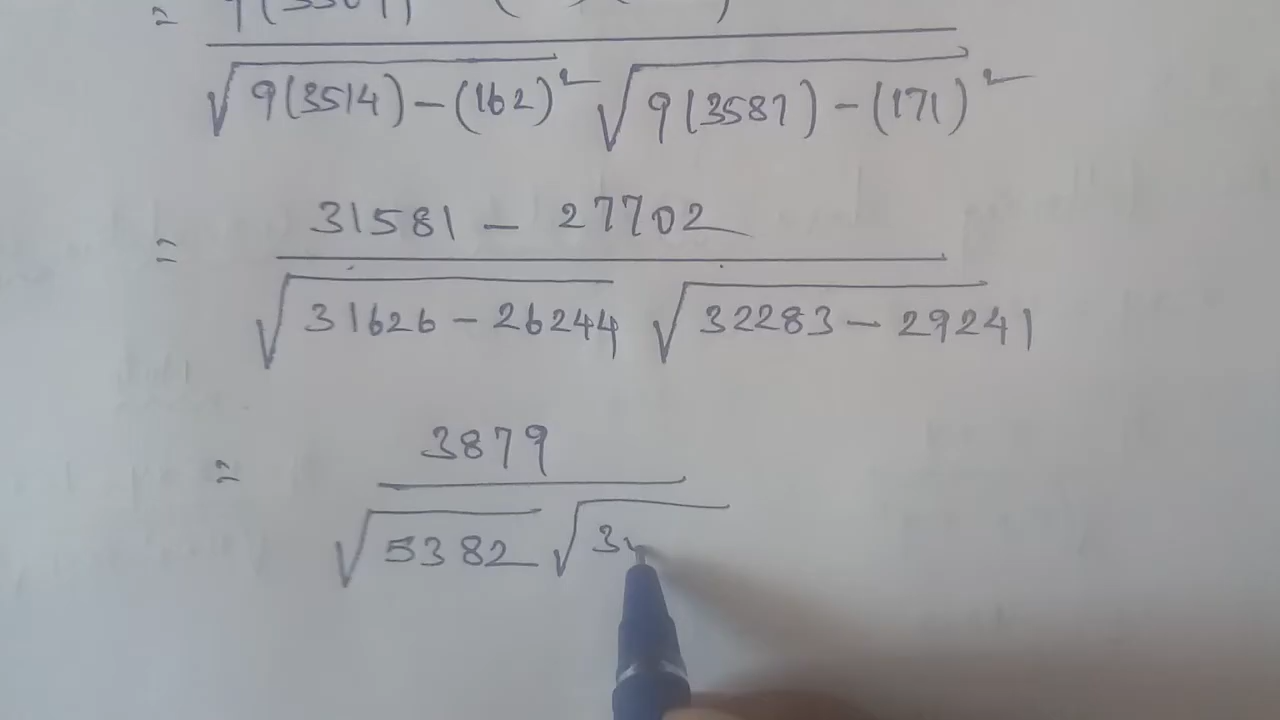 =
√9(3514) - (162)² √9(3587) - (171)²
= 31581 - 27702
√31626 - 26244 √32283 - 29241
= 3879
√5382 √3